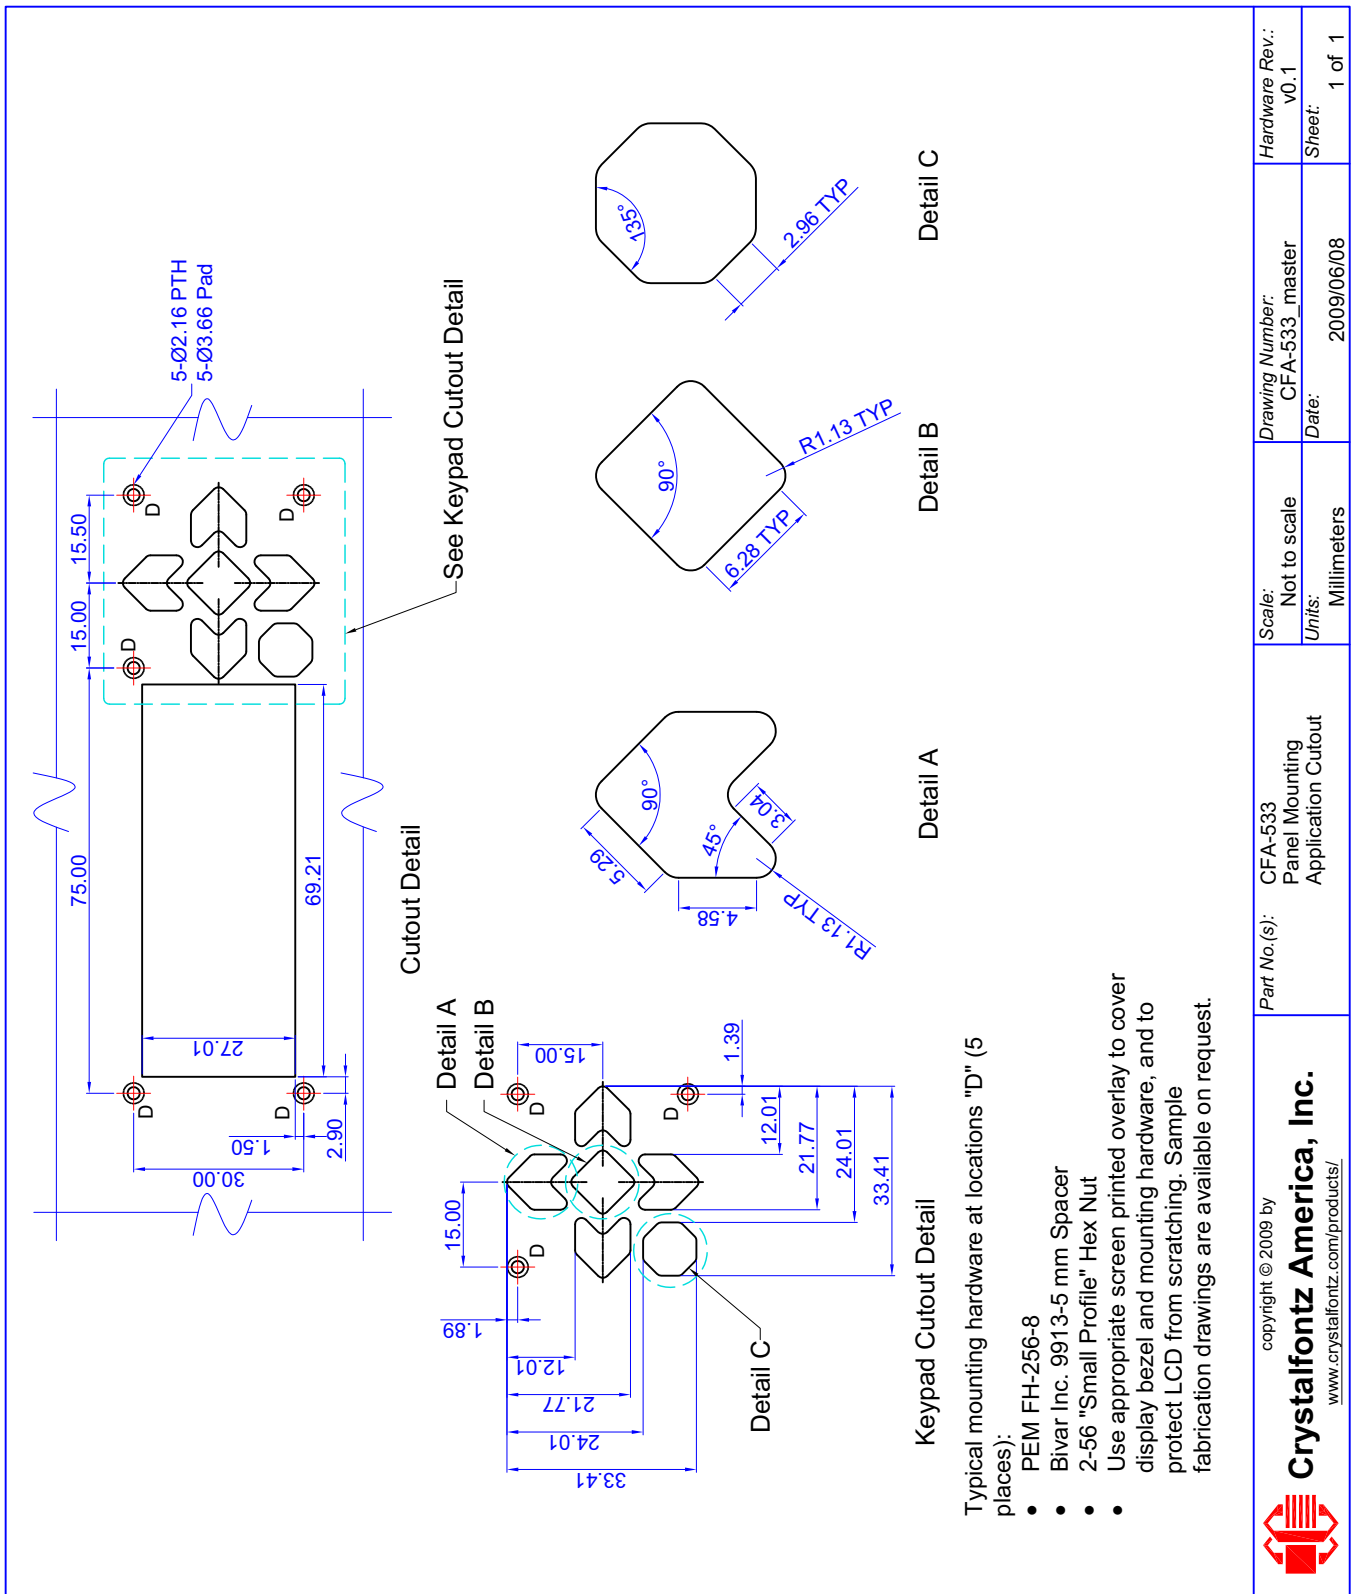 75.00
15.00
15.50
5-Ø2.16 PTH
5-Ø3.66 Pad
D
D
D
D
D
30.00
1.50
2.90
27.01
69.21
See Keypad Cutout Detail
Cutout Detail
Detail A
Detail B
15.00
15.00
1.39
D
D
D
1.89
12.01
21.77
24.01
33.41
12.01
21.77
24.01
33.41
Detail C
Keypad Cutout Detail
5.29
90°
45°
3.04
4.58
R1.13 TYP
Detail A
90°
6.28 TYP
R1.13 TYP
Detail B
135°
2.96 TYP
Detail C
Typical mounting hardware at locations "D" (5
places):
• PEM FH-256-8
• Bivar Inc. 9913-5 mm Spacer
• 2-56 "Small Profile" Hex Nut
• Use appropriate screen printed overlay to cover
display bezel and mounting hardware, and to
protect LCD from scratching. Sample
fabrication drawings are available on request.
copyright © 2009 by
Crystalfontz America, Inc.
www.crystalfontz.com/products/
Part No.(s): CFA-533
Panel Mounting
Application Cutout
Scale:
Not to scale
Units:
Millimeters
Drawing Number:
CFA-533_master
Date:
2009/06/08
Hardware Rev.:
v0.1
Sheet:
1 of 1